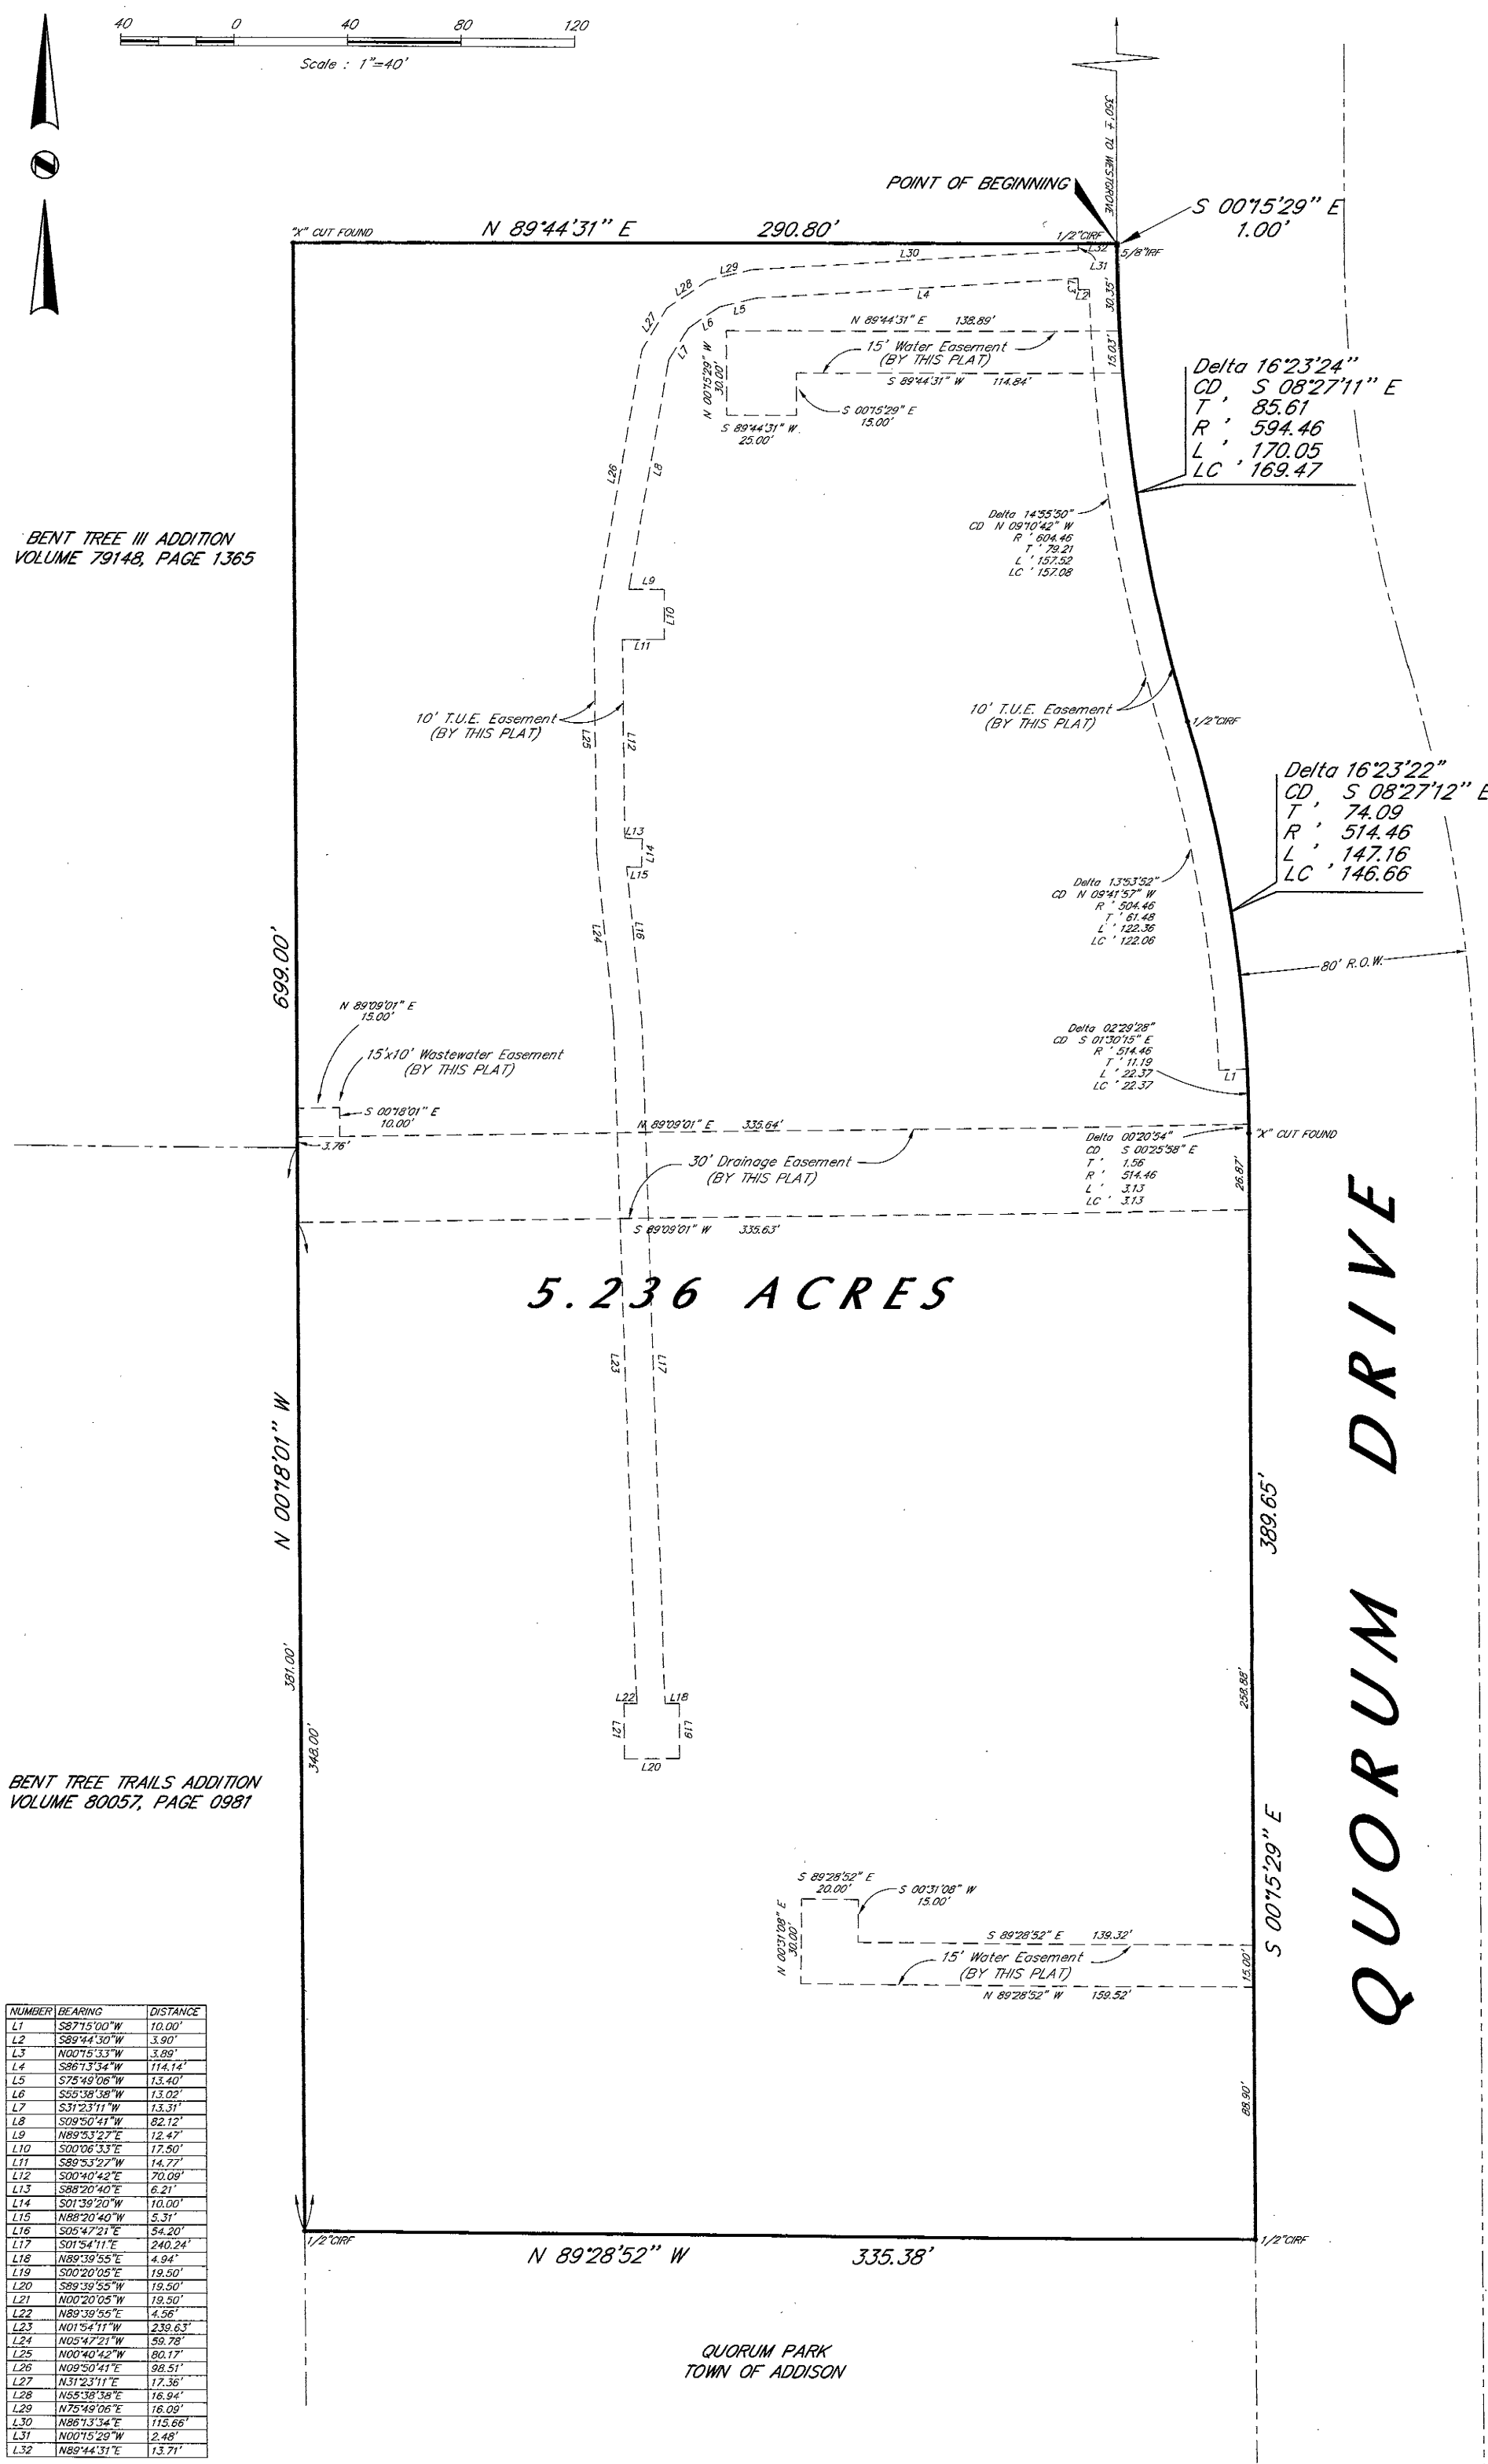 40 0 40 80 120
Scale : 1"=40'
350'± TO WESTGROVE
POINT OF BEGINNING
S 00°15'29" E
1.00'
"X" CUT FOUND
N 89°44'31" E 290.80'
1/2"CIRF
5/8"IRF
L32
L31
L30
L29
L28
L27
L3
L2
L4
L5
L6
L7
30.35'
N 89°44'31" E 138.89'
15.03'
15' Water Easement
(BY THIS PLAT)
S 89°44'31" W 114.84'
N 00°15'29" W
30.00'
S 00°15'29" E
15.00'
S 89°44'31" W
25.00'
Delta 16°23'24"
CD, S 08°27'11" E
T ' 85.61
R ' 594.46
L ' 170.05
LC ' 169.47
L26
L8
BENT TREE III ADDITION
VOLUME 79148, PAGE 1365
Delta 14°55'50"
CD N 09°10'42" W
R ' 604.46
T ' 79.21
L ' 157.52
LC ' 157.08
L9
L10
L11
10' T.U.E. Easement
(BY THIS PLAT)
L25
L12
10' T.U.E. Easement
(BY THIS PLAT)
1/2"CIRF
Delta 16°23'22"
CD, S 08°27'12" E
T ' 74.09
R ' 514.46
L ' 147.16
LC ' 146.66
L13
L14
L15
L24
L16
Delta 13°53'52"
CD N 09°41'57" W
R ' 504.46
T ' 61.48
L ' 122.36
LC ' 122.06
699.00'
80' R.O.W.
N 89°09'01" E
15.00'
15'x10' Wastewater Easement
(BY THIS PLAT)
S 00°18'01" E
10.00'
3.76'
Delta 02°29'28"
CD S 01°30'15" E
R ' 514.46
T ' 11.19
L ' 22.37
LC ' 22.37
L1
N 89°09'01" E 335.64'
"X" CUT FOUND
Delta 00°20'54"
CD S 00°25'58" E
T ' 1.56
R ' 514.46
L ' 3.13
LC ' 3.13
26.87'
30' Drainage Easement
(BY THIS PLAT)
S 89°09'01" W 335.63'
5.236 ACRES
L23
L17
N 00°18'01" W
389.65'
QUORUM DRIVE
381.00'
348.00'
258.88'
L22
L18
L21
L19
L20
BENT TREE TRAILS ADDITION
VOLUME 80057, PAGE 0981
S 00°15'29" E
S 89°28'52" E
20.00'
S 00°31'08" W
15.00'
N 00°31'08" E
30.00'
S 89°28'52" E 139.32'
15' Water Easement
(BY THIS PLAT)
15.00'
N 89°28'52" W 159.52'
88.90'
1/2"CIRF
N 89°28'52" W 335.38'
1/2"CIRF
QUORUM PARK
TOWN OF ADDISON
NUMBER BEARING DISTANCE
L1 S87°15'00"W 10.00'
L2 S89°44'30"W 3.90'
L3 N00°15'33"W 3.89'
L4 S86°13'34"W 114.14'
L5 S75°49'06"W 13.40'
L6 S55°38'38"W 13.02'
L7 S31°23'11"W 13.31'
L8 S09°50'41"W 82.12'
L9 N89°53'27"E 12.47'
L10 S00°06'33"E 17.50'
L11 S89°53'27"W 14.77'
L12 S00°40'42"E 70.09'
L13 S88°20'40"E 6.21'
L14 S01°39'20"W 10.00'
L15 N88°20'40"W 5.31'
L16 S05°47'21"E 54.20'
L17 S01°54'11"E 240.24'
L18 N89°39'55"E 4.94'
L19 S00°20'05"E 19.50'
L20 S89°39'55"W 19.50'
L21 N00°20'05"W 19.50'
L22 N89°39'55"E 4.56'
L23 N01°54'11"W 239.63'
L24 N05°47'21"W 59.78'
L25 N00°40'42"W 80.17'
L26 N09°50'41"E 98.51'
L27 N31°23'11"E 17.36'
L28 N55°38'38"E 16.94'
L29 N75°49'06"E 16.09'
L30 N86°13'34"E 115.66'
L31 N00°15'29"W 2.48'
L32 N89°44'31"E 13.71'